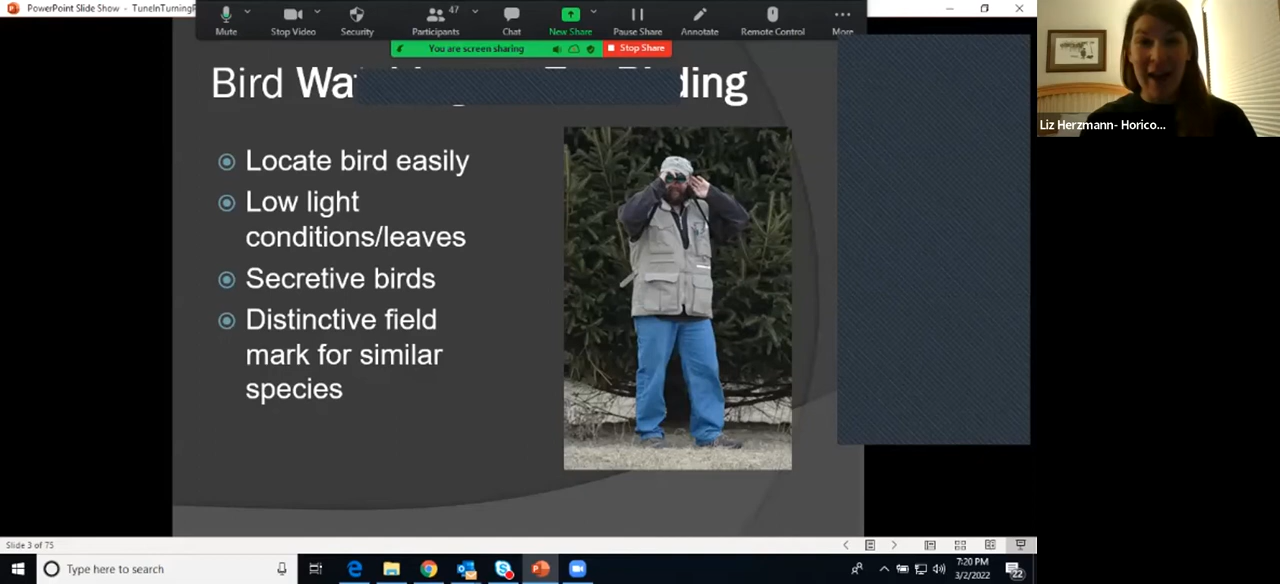 PowerPoint Slide Show - TuneInTurning
Mute
Stop Video
Security
47
Participants
Chat
New Share
Pause Share
Annotate
Remote Control
More
You are screen sharing
Stop Share
Liz Herzmann- Horico...
Bird
Locate bird easily
Low light
conditions/leaves
Secretive birds
Distinctive field
mark for similar
species
Slide 3 of 75
Type here to search
7:20 PM
3/2/2022
22